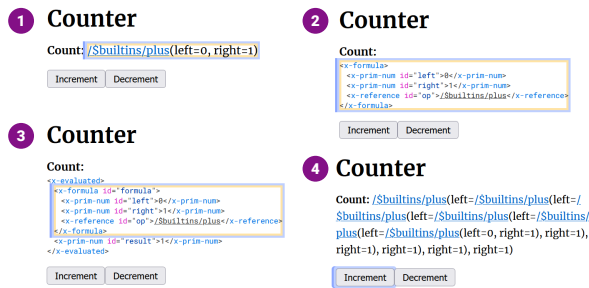 1
Counter
Count: /$builtins/plus(left=0, right=1)
Increment Decrement
2
Counter
Count:
<x-formula>
<x-prim-num id="left">0</x-prim-num>
<x-prim-num id="right">1</x-prim-num>
<x-reference id="op">/$builtins/plus</x-reference>
</x-formula>
Increment Decrement
3
Counter
Count:
<x-evaluated>
<x-formula id="formula">
<x-prim-num id="left">0</x-prim-num>
<x-prim-num id="right">1</x-prim-num>
<x-reference id="op">/$builtins/plus</x-reference>
</x-formula>
<x-prim-num id="result">1</x-prim-num>
</x-evaluated>
Increment Decrement
4
Counter
Count: /$builtins/plus(left=/$builtins/plus(left=/
$builtins/plus(left=/$builtins/plus(left=/$builtins/
plus(left=/$builtins/plus(left=0, right=1), right=1),
right=1), right=1), right=1), right=1)
Increment Decrement